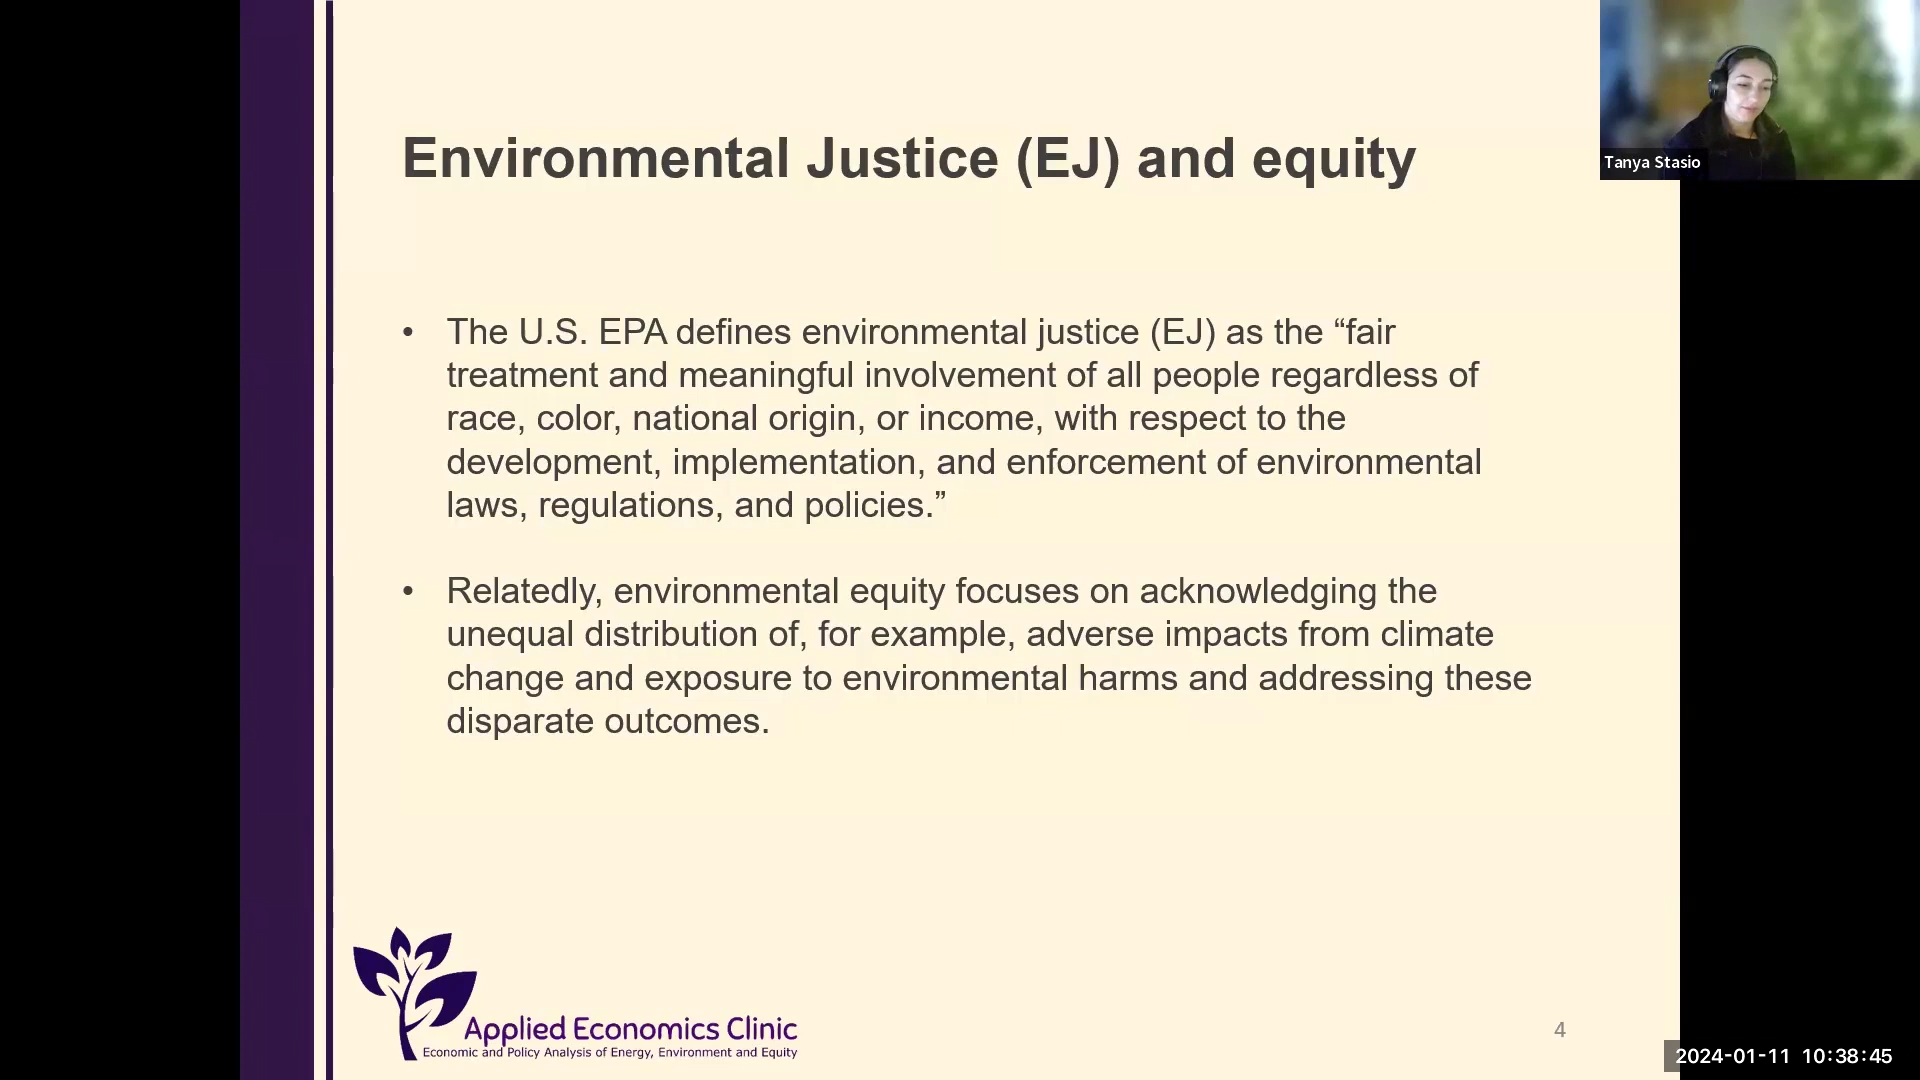 Environmental Justice (EJ) and equity
Tanya Stasio
• The U.S. EPA defines environmental justice (EJ) as the “fair
treatment and meaningful involvement of all people regardless of
race, color, national origin, or income, with respect to the
development, implementation, and enforcement of environmental
laws, regulations, and policies.”
• Relatedly, environmental equity focuses on acknowledging the
unequal distribution of, for example, adverse impacts from climate
change and exposure to environmental harms and addressing these
disparate outcomes.
Applied Economics Clinic
Economic and Policy Analysis of Energy, Environment and Equity
4
2024-01-11 10:38:45